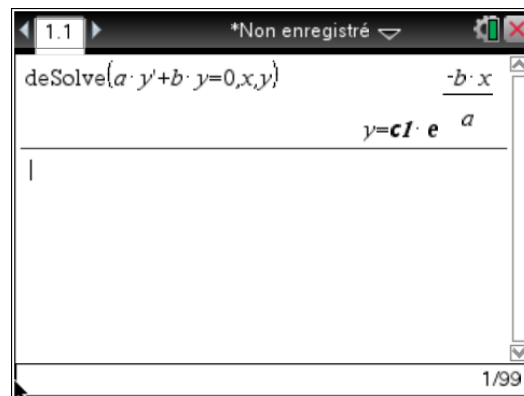 1.1 *Non enregistré
deSolve(a·y'+b·y=0,x,y)
y=c1·e^(-b·x/a)
1/99